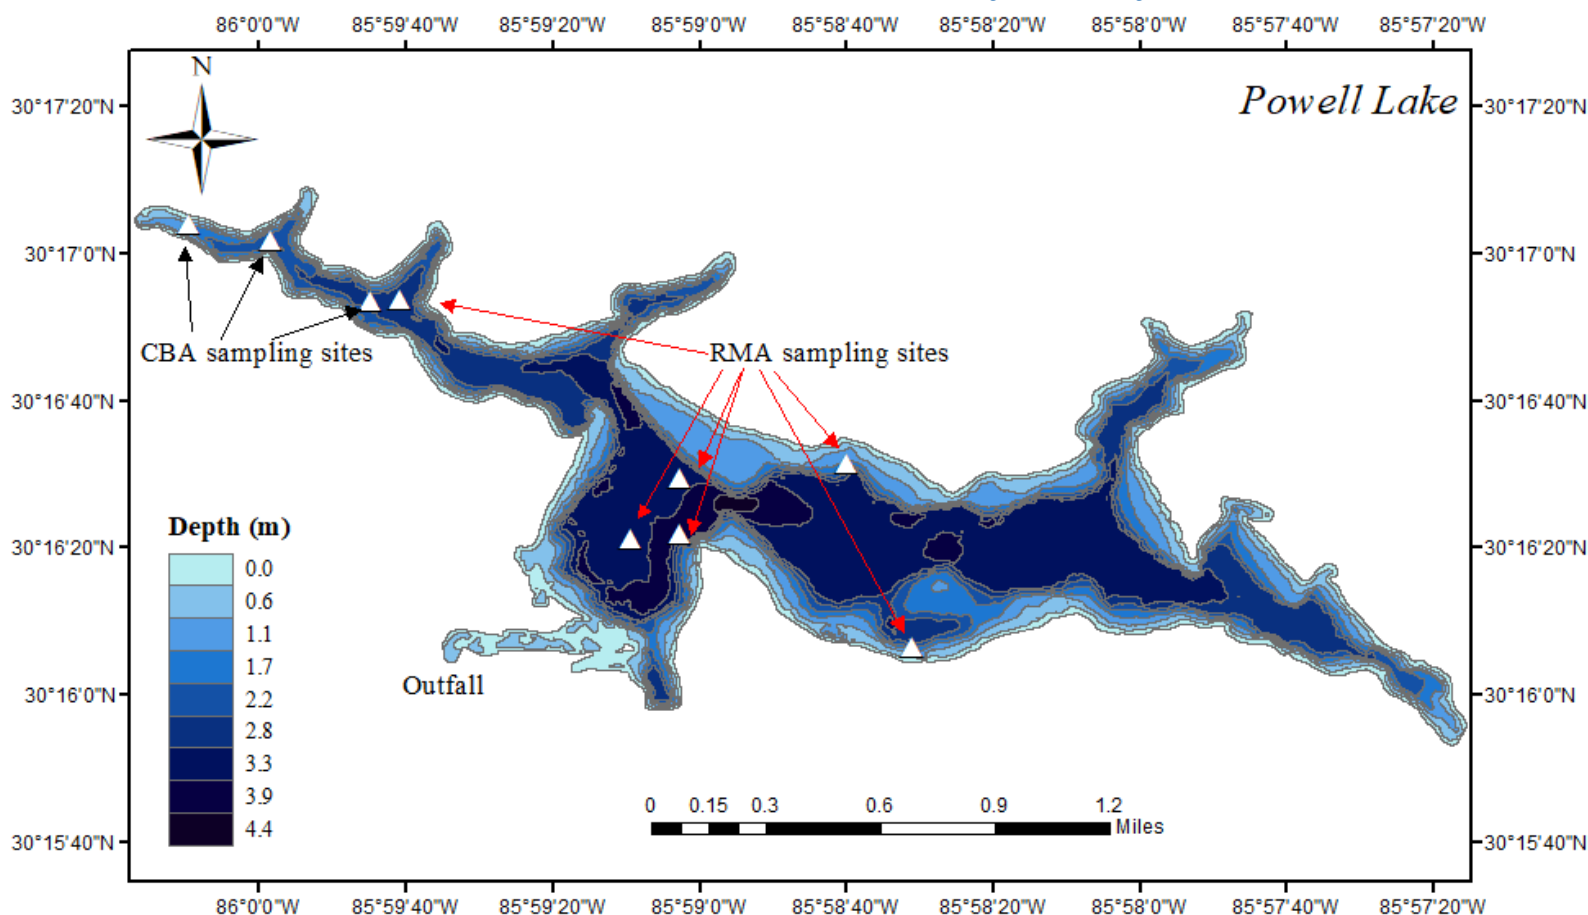 86°0'0"W 85°59'40"W 85°59'20"W 85°59'0"W 85°58'40"W 85°58'20"W 85°58'0"W 85°57'40"W 85°57'20"W
N
Powell Lake
30°17'20"N 30°17'20"N
30°17'0"N 30°17'0"N
CBA sampling sites RMA sampling sites
30°16'40"N 30°16'40"N
Depth (m)
30°16'20"N 30°16'20"N
0.0
0.6
1.1
1.7
Outfall
30°16'0"N 30°16'0"N
2.2
2.8
3.3
3.9
4.4
0 0.15 0.3 0.6 0.9 1.2
Miles
30°15'40"N 30°15'40"N
86°0'0"W 85°59'40"W 85°59'20"W 85°59'0"W 85°58'40"W 85°58'20"W 85°58'0"W 85°57'40"W 85°57'20"W